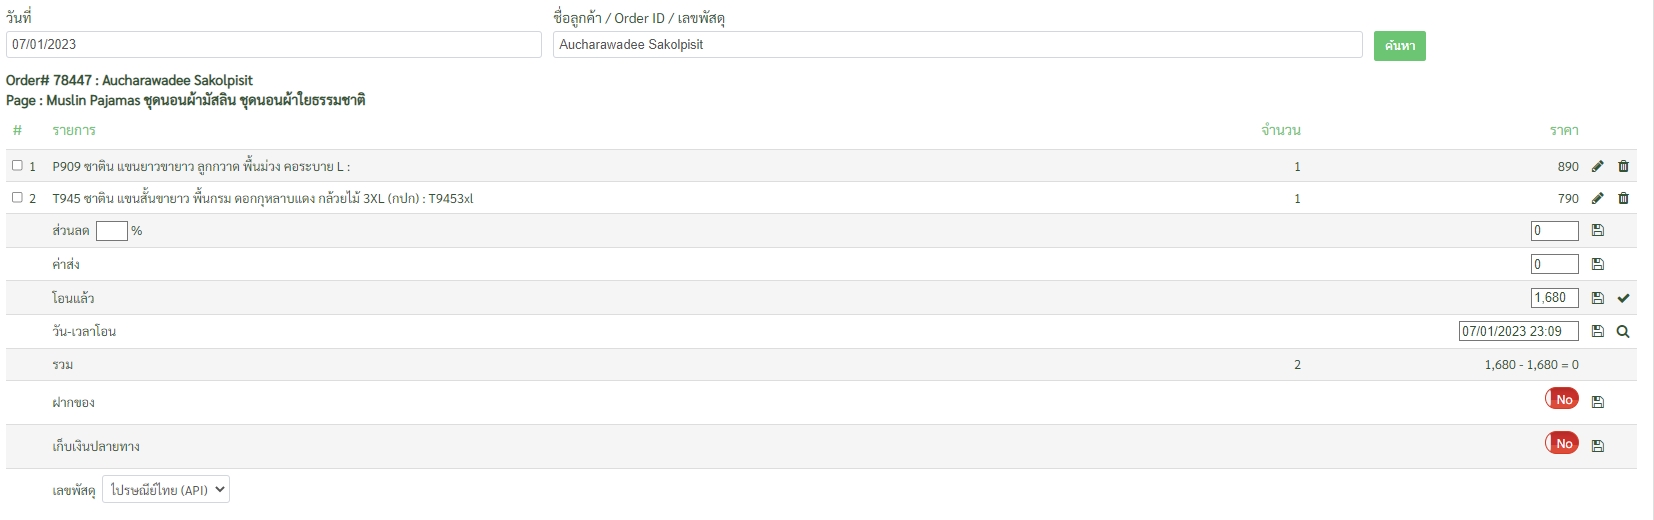 วันที่ ชื่อลูกค้า / Order ID / เลขพัสดุ
07/01/2023 Aucharawadee Sakolpisit ค้นหา
Order# 78447 : Aucharawadee Sakolpisit
Page : Muslin Pajamas ชุดนอนผ้ามัสลิน ชุดนอนผ้าใยธรรมชาติ
# รายการ จำนวน ราคา
1 P909 ซาติน แขนยาวขายาว ลูกกวาด พื้นม่วง คอระบาย L : 1 890
2 T945 ซาติน แขนสั้นขายาว พื้นกรม ดอกกุหลาบแดง กล้วยไม้ 3XL (กปก) : T9453xl 1 790
ส่วนลด % 0
ค่าส่ง 0
โอนแล้ว 1,680
วัน-เวลาโอน 07/01/2023 23:09
รวม 2 1,680 - 1,680 = 0
ฝากของ No
เก็บเงินปลายทาง No
เลขพัสดุ ไปรษณีย์ไทย (API)